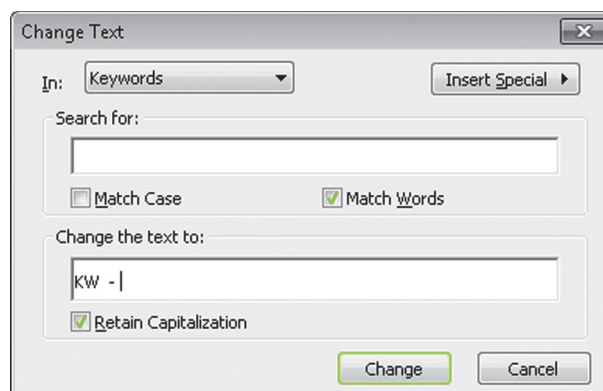 Change Text
In: Keywords Insert Special
Search for:
Match Case Match Words
Change the text to:
KW -
Retain Capitalization
Change Cancel